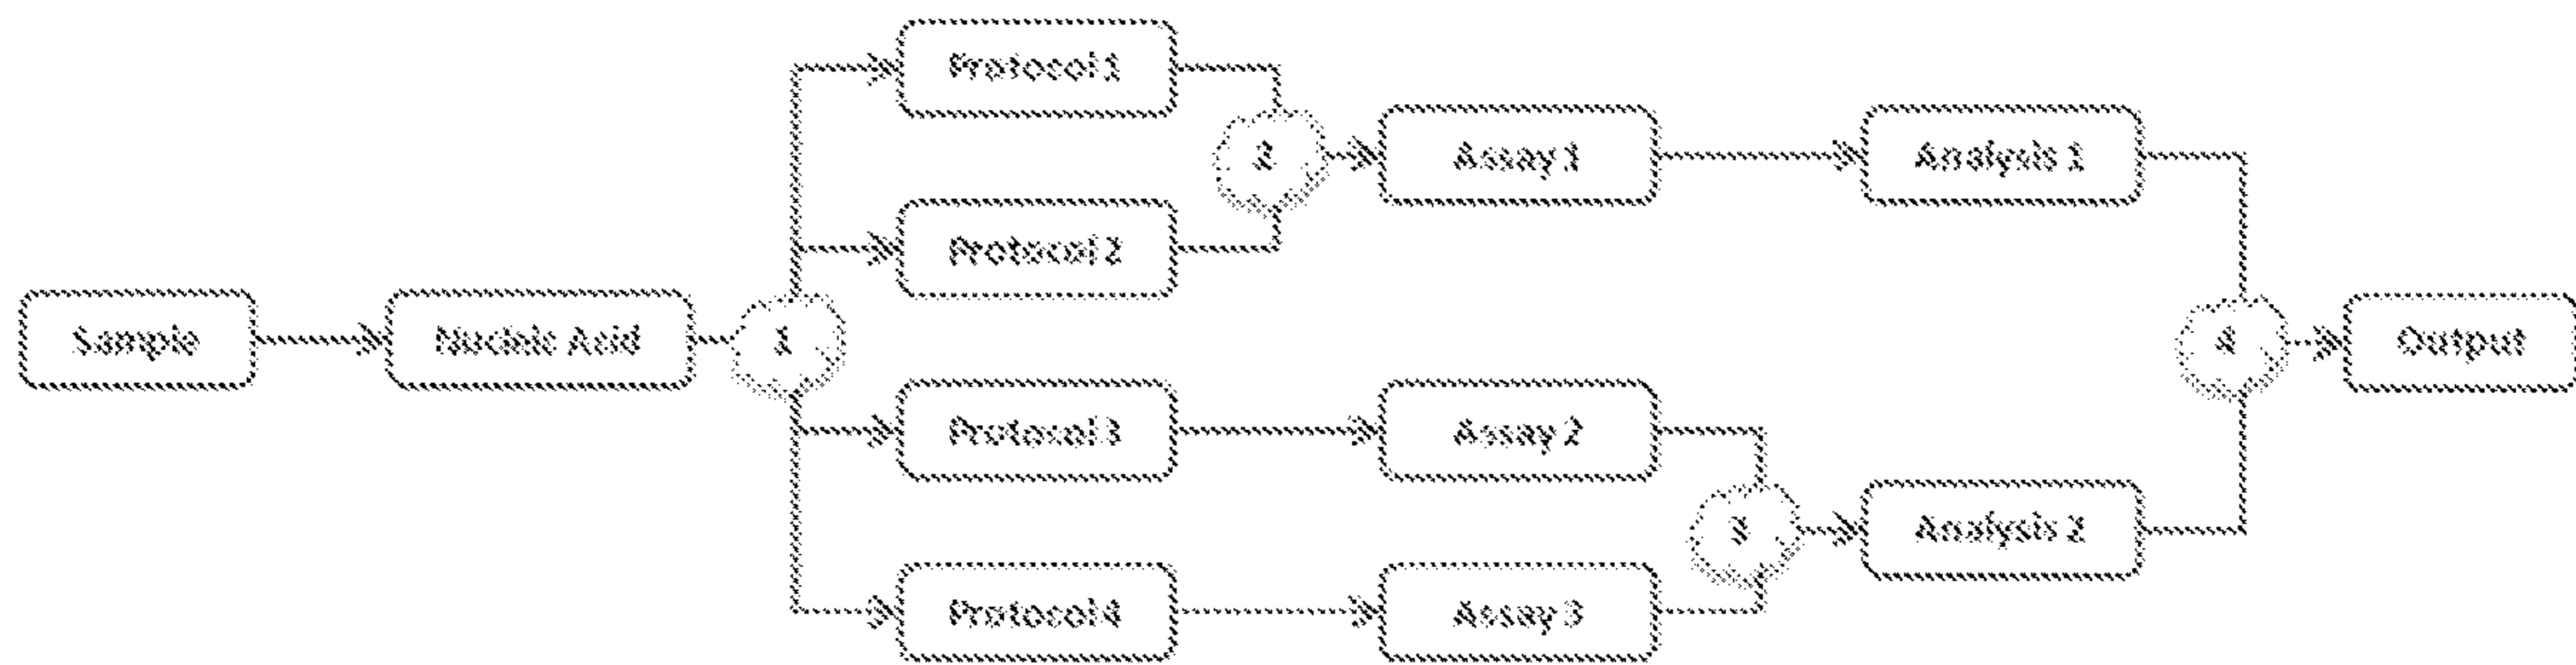 Protocol 1
2
Assay 1
Analysis 1
Protocol 2
Sample
Nucleic Acid
1
4
Output
Protocol 3
Assay 2
3
Analysis 2
Protocol 4
Assay 3